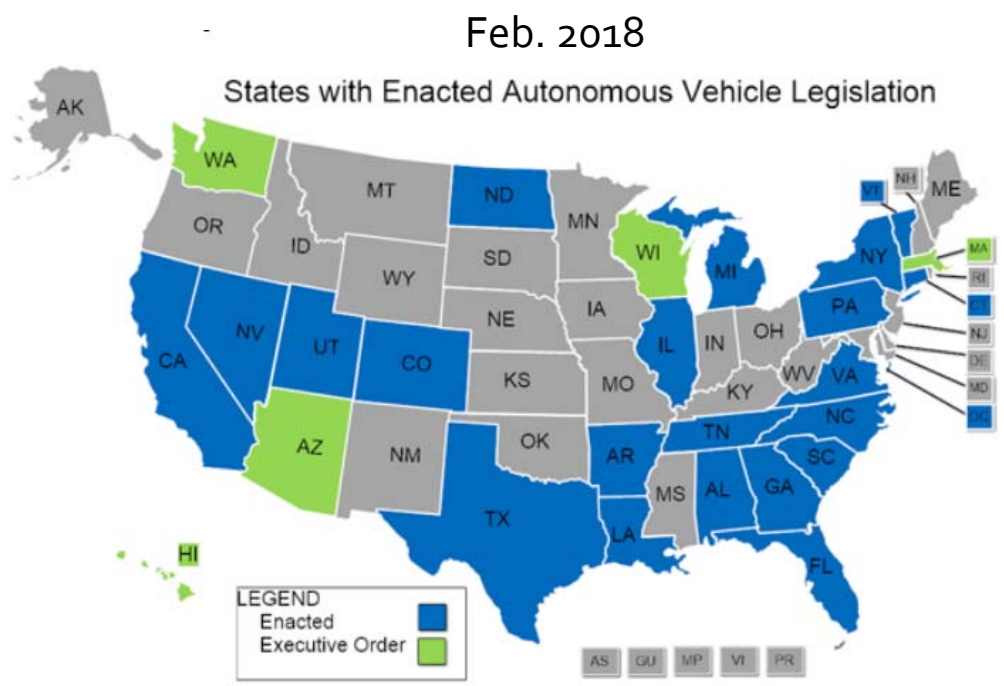 Feb. 2018
States with Enacted Autonomous Vehicle Legislation
AK
WA
MT
ND
MN
VT
NH
ME
OR
ID
SD
WI
MI
NY
MA
WY
RI
IA
PA
CT
NE
NV
UT
CO
IL
IN
OH
NJ
CA
KS
MO
KY
WV
VA
DE
MD
DC
AZ
NM
OK
AR
TN
NC
SC
TX
LA
MS
AL
GA
FL
HI
LEGEND
Enacted
Executive Order
AS
GU
MP
VI
PR